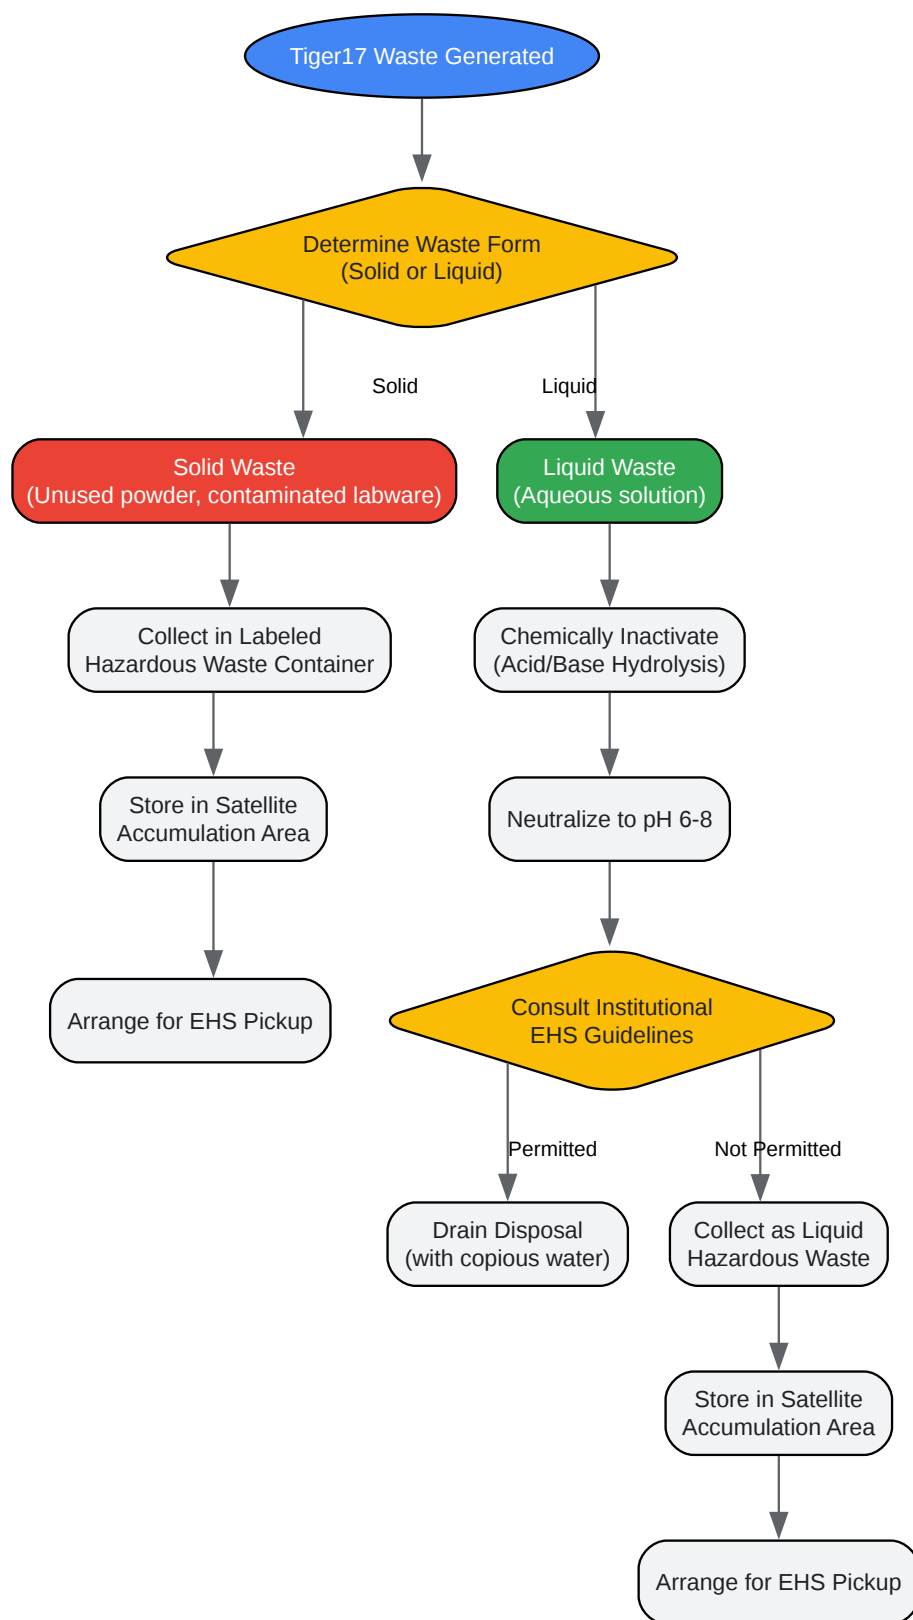 Tiger17 Waste Generated
Determine Waste Form
(Solid or Liquid)
Solid
Liquid
Solid Waste
(Unused powder, contaminated labware)
Liquid Waste
(Aqueous solution)
Collect in Labeled
Hazardous Waste Container
Chemically Inactivate
(Acid/Base Hydrolysis)
Store in Satellite
Accumulation Area
Neutralize to pH 6-8
Arrange for EHS Pickup
Consult Institutional
EHS Guidelines
Permitted
Not Permitted
Drain Disposal
(with copious water)
Collect as Liquid
Hazardous Waste
Store in Satellite
Accumulation Area
Arrange for EHS Pickup